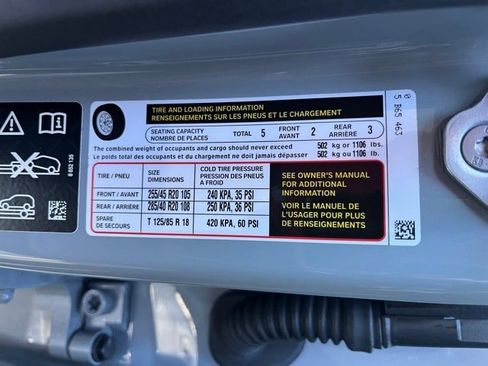 TIRE AND LOADING INFORMATION
RENSEIGNEMENTS SUR LES PNEUS ET LE CHARGEMENT
SEATING CAPACITY
NOMBRE DE PLACES
TOTAL 5 FRONT AVANT 2 REAR ARRIÈRE 3
The combined weight of occupants and cargo should never exceed 502 kg or 1106 lbs.
Le poids total des occupants et du chargement ne doit jamais dépasser 502 kg ou 1106 lb.
TIRE / PNEU
SIZE
DIMENSIONS
COLD TIRE PRESSURE
PRESSION DES PNEUS
A FROID
FRONT / AVANT 255/45 R20 105 240 KPA, 35 PSI
REAR / ARRIÈRE 285/40 R20 108 250 KPA, 36 PSI
SPARE
DE SECOURS
T 125/85 R 18 420 KPA, 60 PSI
SEE OWNER'S MANUAL
FOR ADDITIONAL
INFORMATION
VOIR LE MANUEL DE
L'USAGER POUR PLUS
DE RENSEIGNEMENTS
0
5 B65 463